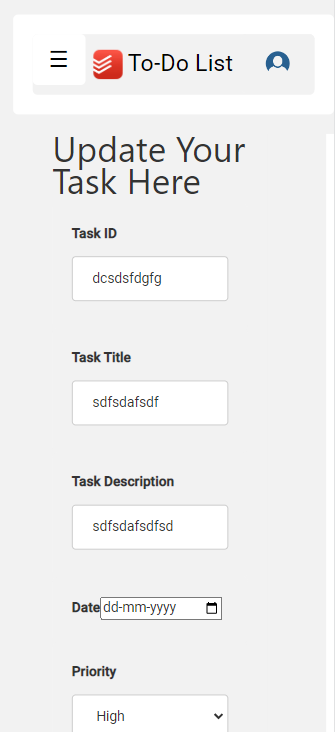 ☰ To-Do List
Update Your
Task Here
Task ID
dcsdsfdgfg
Task Title
sdfsdafsdf
Task Description
sdfsdafsdfsd
Date dd-mm-yyyy
Priority
High